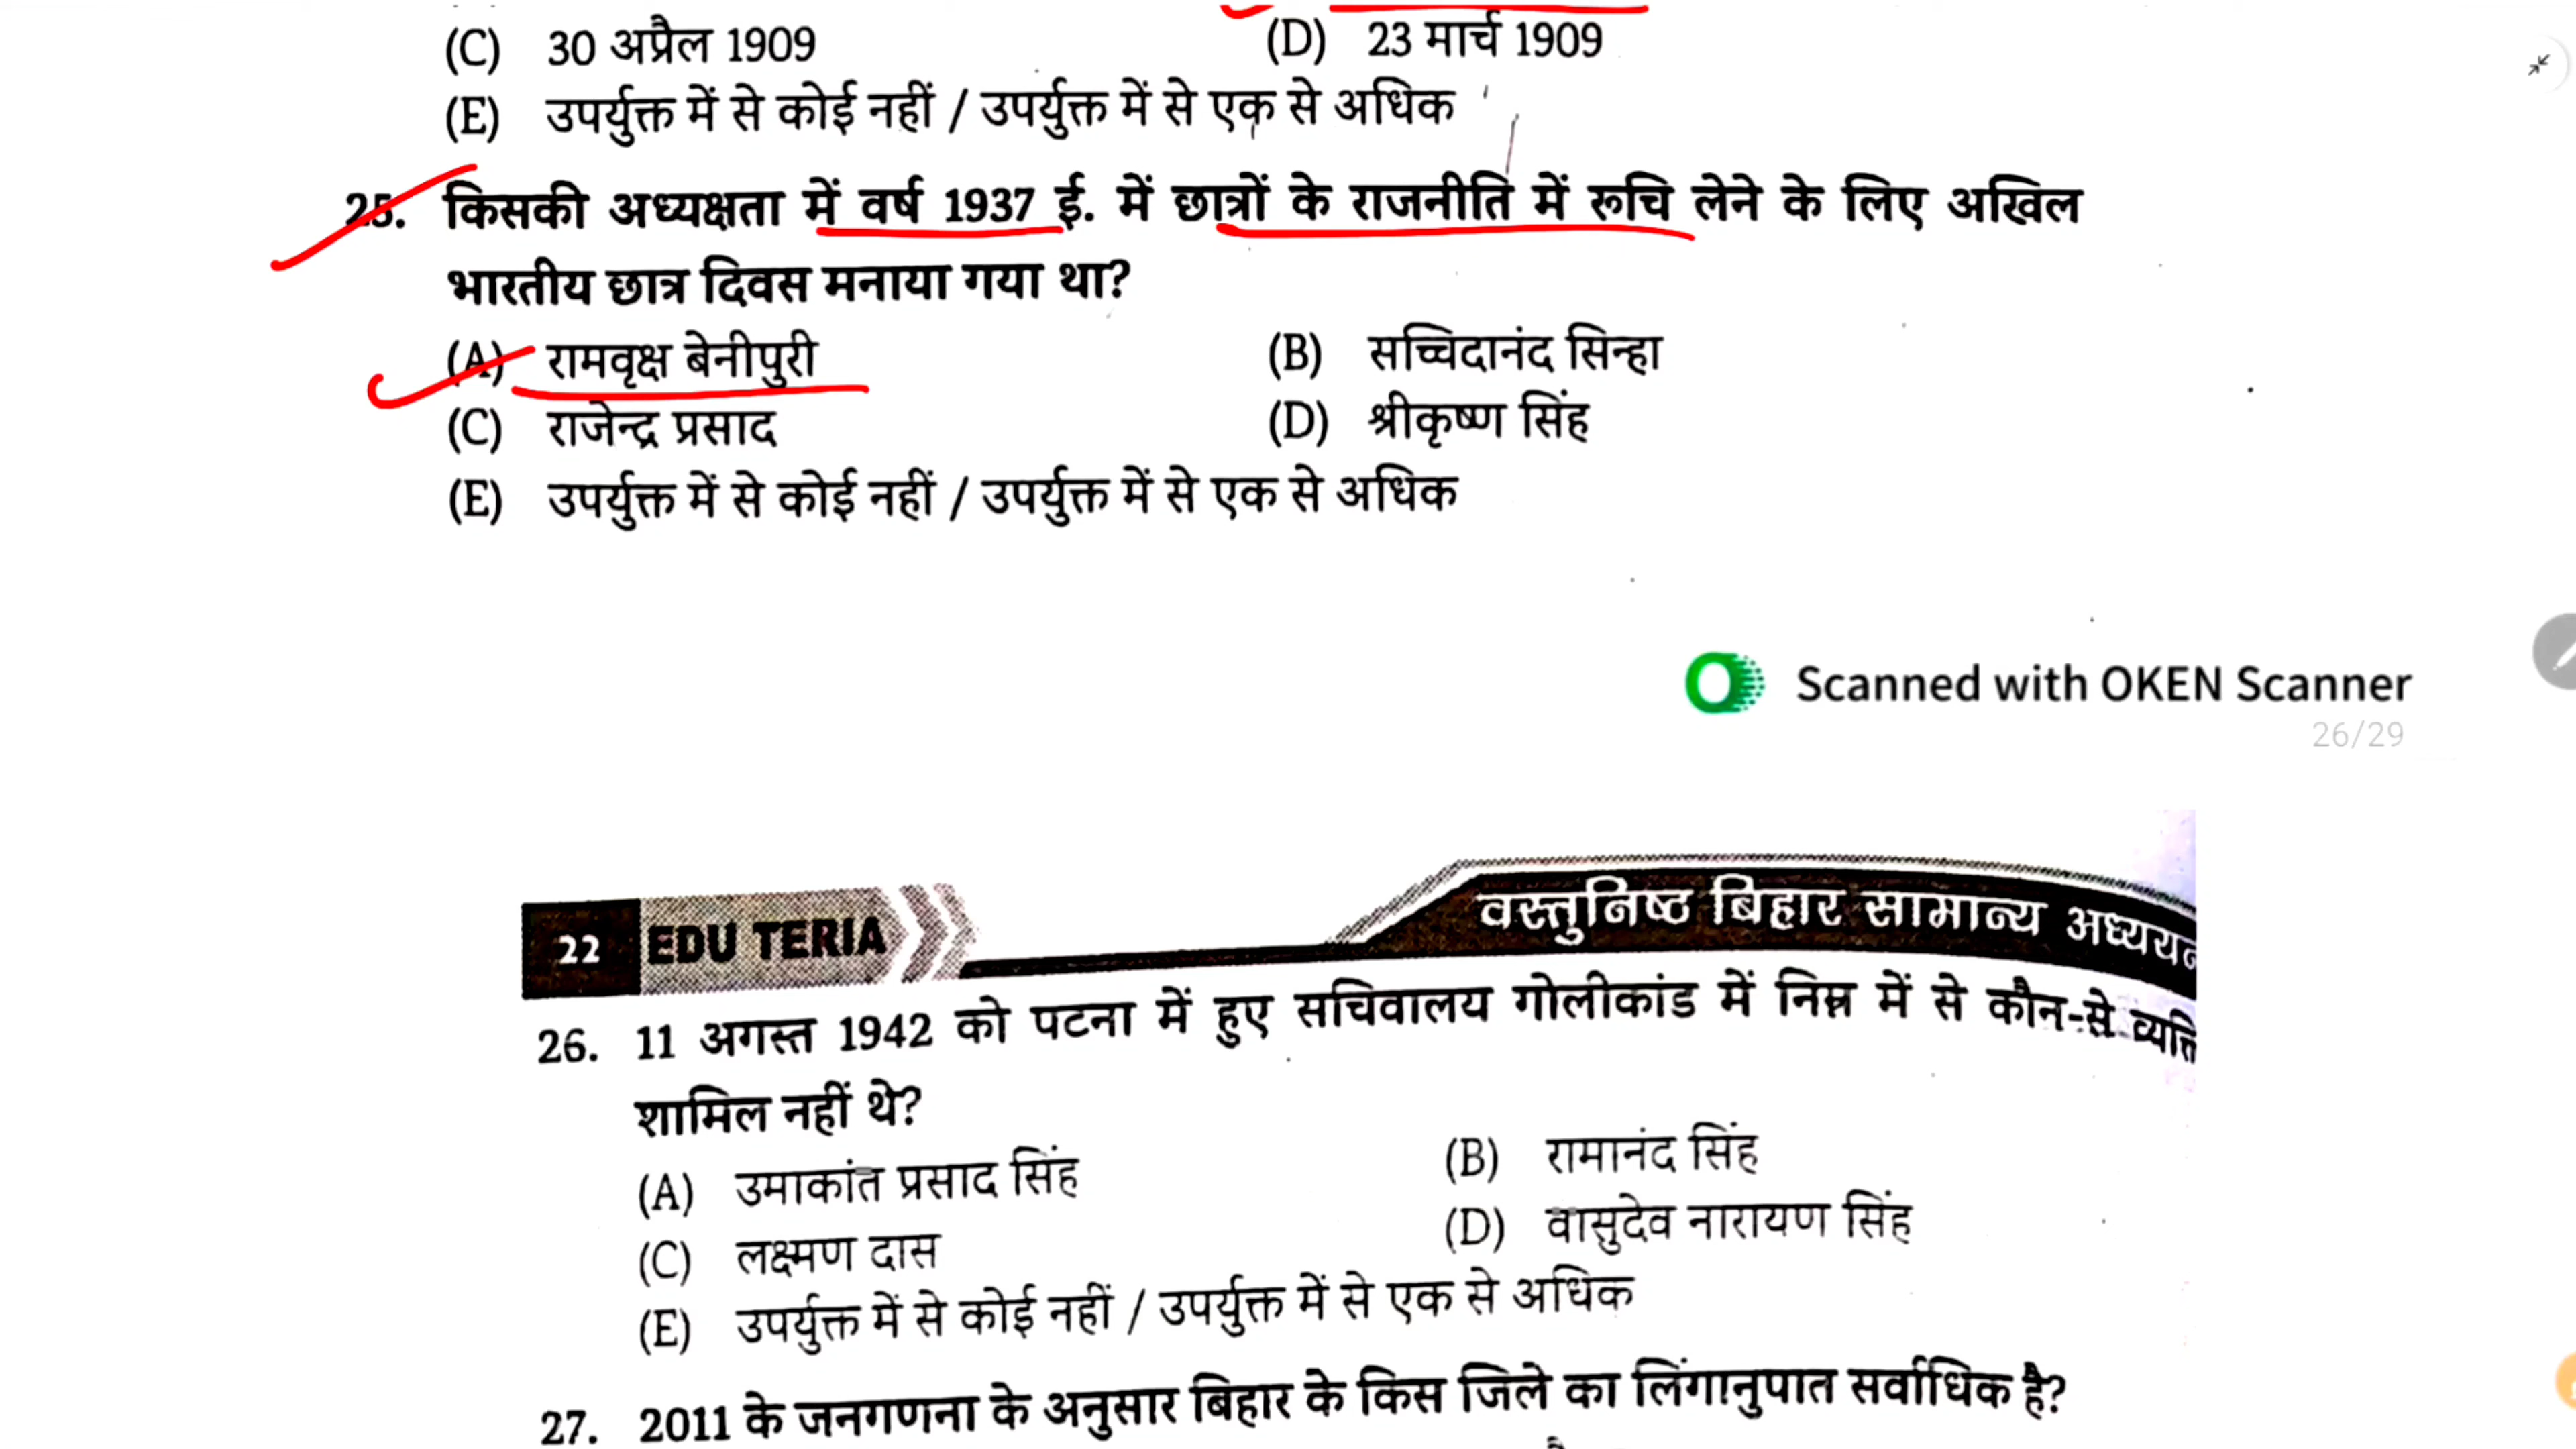 (C) 30 अप्रैल 1909 (D) 23 मार्च 1909
(E) उपर्युक्त में से कोई नहीं / उपर्युक्त में से एक से अधिक
25. किसकी अध्यक्षता में वर्ष 1937 ई. में छात्रों के राजनीति में रूचि लेने के लिए अखिल
भारतीय छात्र दिवस मनाया गया था?
(A) रामवृक्ष बेनीपुरी (B) सच्चिदानंद सिन्हा
(C) राजेन्द्र प्रसाद (D) श्रीकृष्ण सिंह
(E) उपर्युक्त में से कोई नहीं / उपर्युक्त में से एक से अधिक
Scanned with OKEN Scanner
26/29
22 EDU TERIA वस्तुनिष्ठ बिहार सामान्य अध्ययन
26. 11 अगस्त 1942 को पटना में हुए सचिवालय गोलीकांड में निम्न में से कौन-से
शामिल नहीं थे?
(A) उमाकांत प्रसाद सिंह (B) रामानंद सिंह
(C) लक्ष्मण दास (D) वासुदेव नारायण सिंह
(E) उपर्युक्त में से कोई नहीं / उपर्युक्त में से एक से अधिक
27. 2011 के जनगणना के अनुसार बिहार के किस जिले का लिंगानुपात सर्वाधिक है?